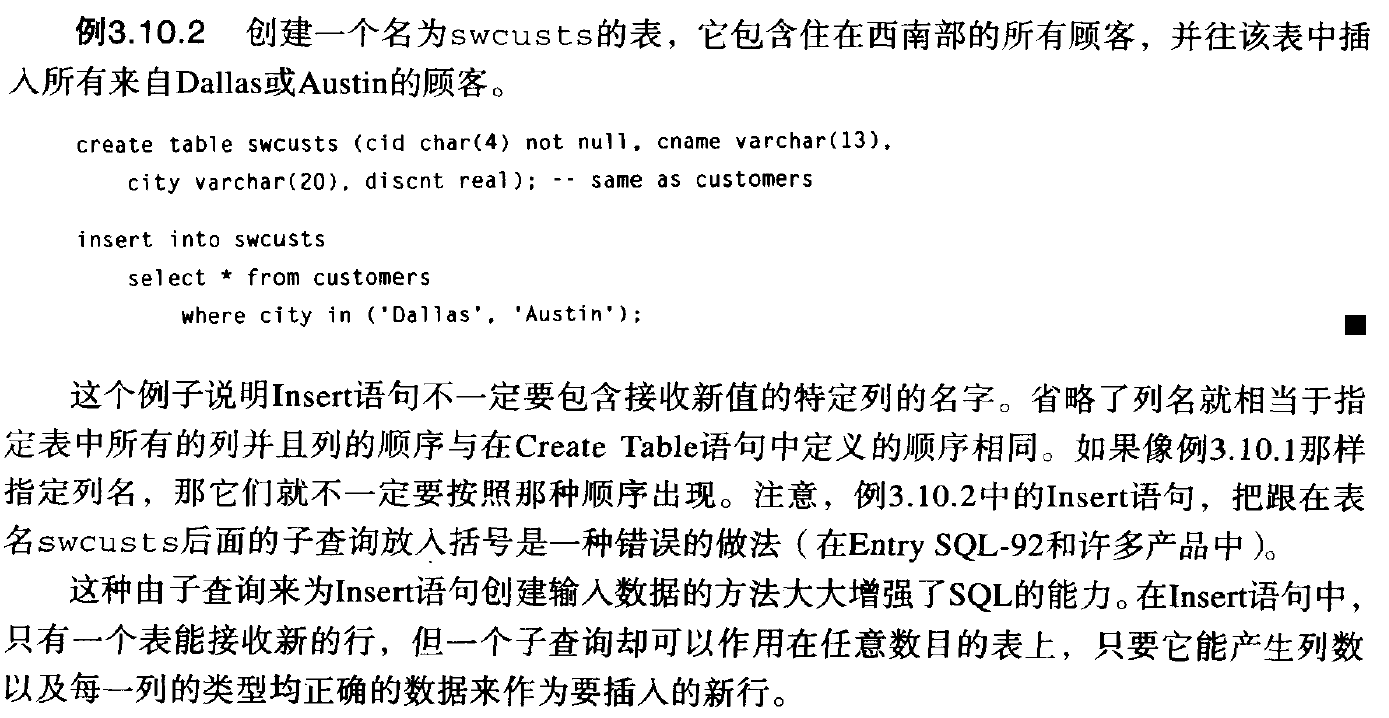 例3.10.2 创建一个名为swcusts的表，它包含住在西南部的所有顾客，并往该表中插
入所有来自Dallas或Austin的顾客。
create table swcusts (cid char(4) not null, cname varchar(13),
city varchar(20), discnt real); -- same as customers
insert into swcusts
select * from customers
where city in ('Dallas', 'Austin');
这个例子说明Insert语句不一定要包含接收新值的特定列的名字。省略了列名就相当于指
定表中所有的列并且列的顺序与在Create Table语句中定义的顺序相同。如果像例3.10.1那样
指定列名，那它们就不一定要按照那种顺序出现。注意，例3.10.2中的Insert语句，把跟在表
名swcusts后面的子查询放入括号是一种错误的做法（在Entry SQL-92和许多产品中）。
这种由子查询来为Insert语句创建输入数据的方法大大增强了SQL的能力。在Insert语句中，
只有一个表能接收新的行，但一个子查询却可以作用在任意数目的表上，只要它能产生列数
以及每一列的类型均正确的数据来作为要插入的新行。